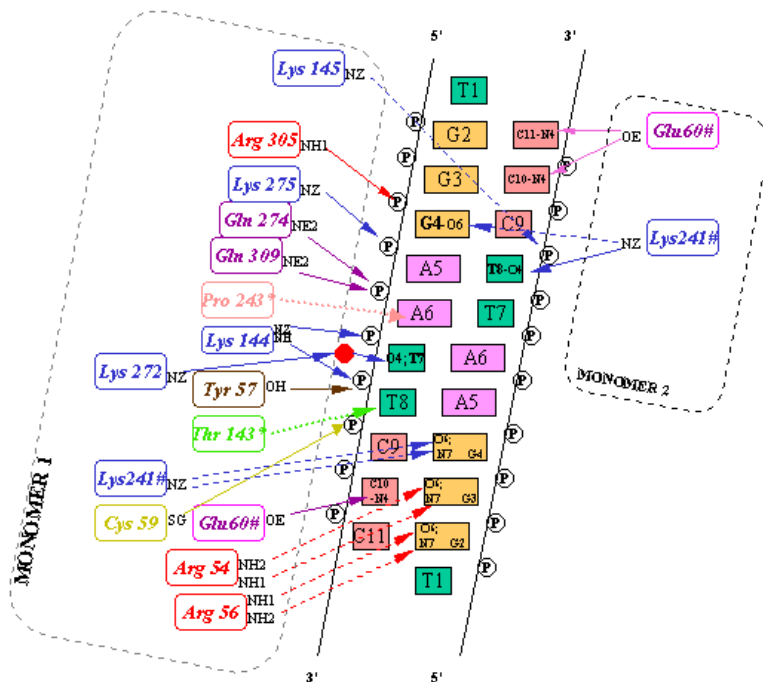 5'
3'
Lys 145
NZ
T1
P
G2
C11-N4
OE
Glu60#
Arg 305
NH1
P
P
G3
C10-N4
Lys 275
NZ
P
P
Gln 274
NE2
G4-O6
C9
NZ
Lys241#
P
P
Gln 309
NE2
A5
T8-O4
P
P
Pro 243*
A6
T7
P
Lys 144
NZ
NH
P
P
O4; T7
A6
Lys 272
NZ
Tyr 57
OH
P
P
MONOMER 2
T8
A5
Thr 143*
P
P
C9
O6;
N7 G4
P
Lys241#
NZ
P
C10
-N4
O6;
N7 G3
P
Cys 59
SG
Glu60#
OE
P
P
G11
O6;
N7 G2
MONOMER 1
Arg 54
NH2
NH1
P
T1
Arg 56
NH1
NH2
3'
5'